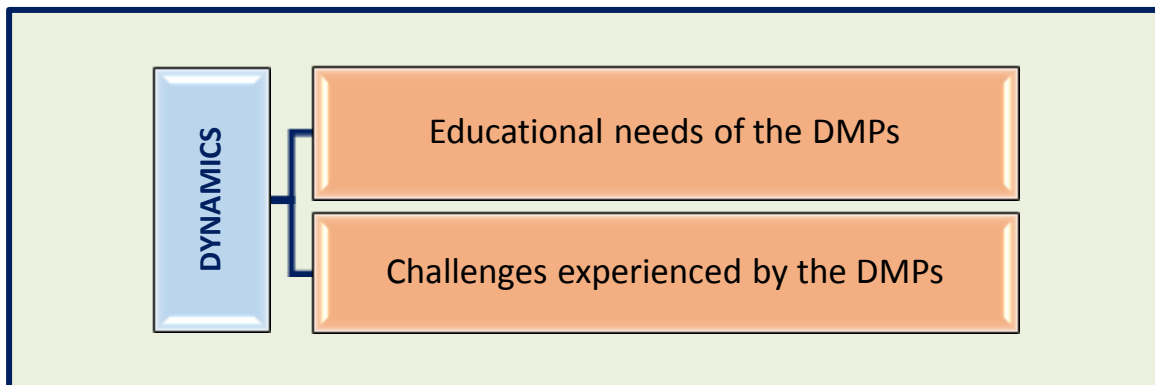 DYNAMICS
Educational needs of the DMPs
Challenges experienced by the DMPs